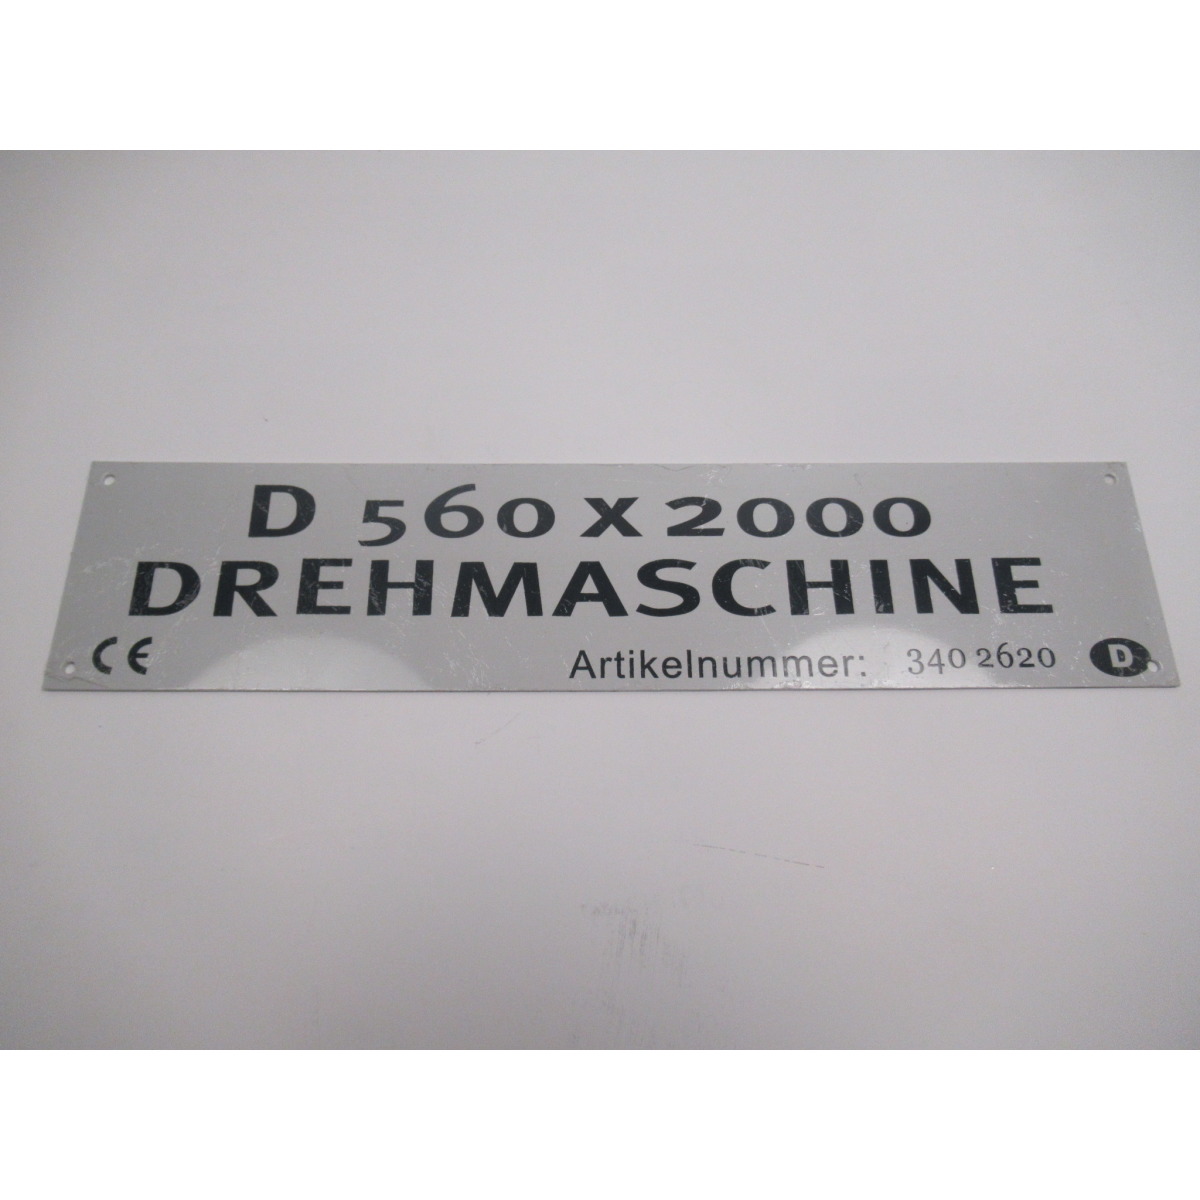 D 560 x 2000
DREHMASCHINE
CE Artikelnummer: 340 2620 D